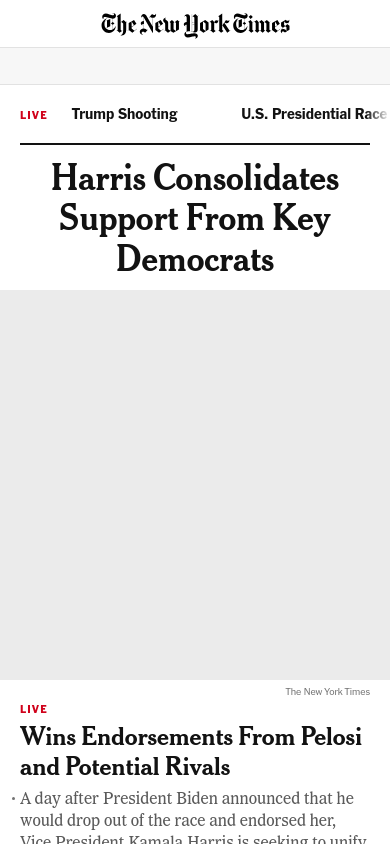 The New York Times
LIVE Trump Shooting U.S. Presidential Race
Harris Consolidates
Support From Key
Democrats
The New York Times
LIVE
Wins Endorsements From Pelosi
and Potential Rivals
• A day after President Biden announced that he
would drop out of the race and endorsed her,
Vice President Kamala Harris is seeking to unify